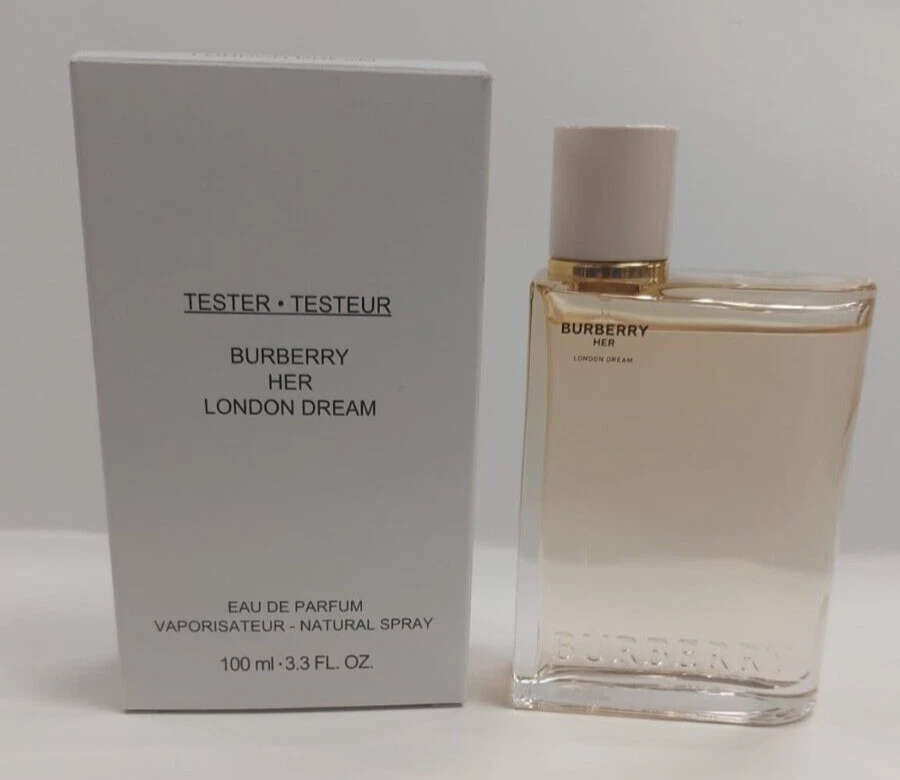 TESTER • TESTEUR
BURBERRY
HER
LONDON DREAM
EAU DE PARFUM
VAPORISATEUR - NATURAL SPRAY
100 ml • 3.3 FL. OZ.
BURBERRY
HER
LONDON DREAM
BURBERRY